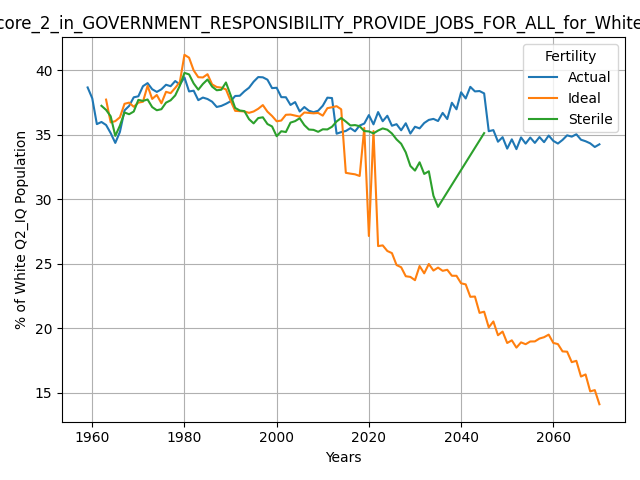 core_2_in_GOVERNMENT_RESPONSIBILITY_PROVIDE_JOBS_FOR_ALL_for_White
Fertility
Actual
Ideal
Sterile
% of White Q2_IQ Population
40
35
30
25
20
15
1960
1980
2000
2020
2040
2060
Years